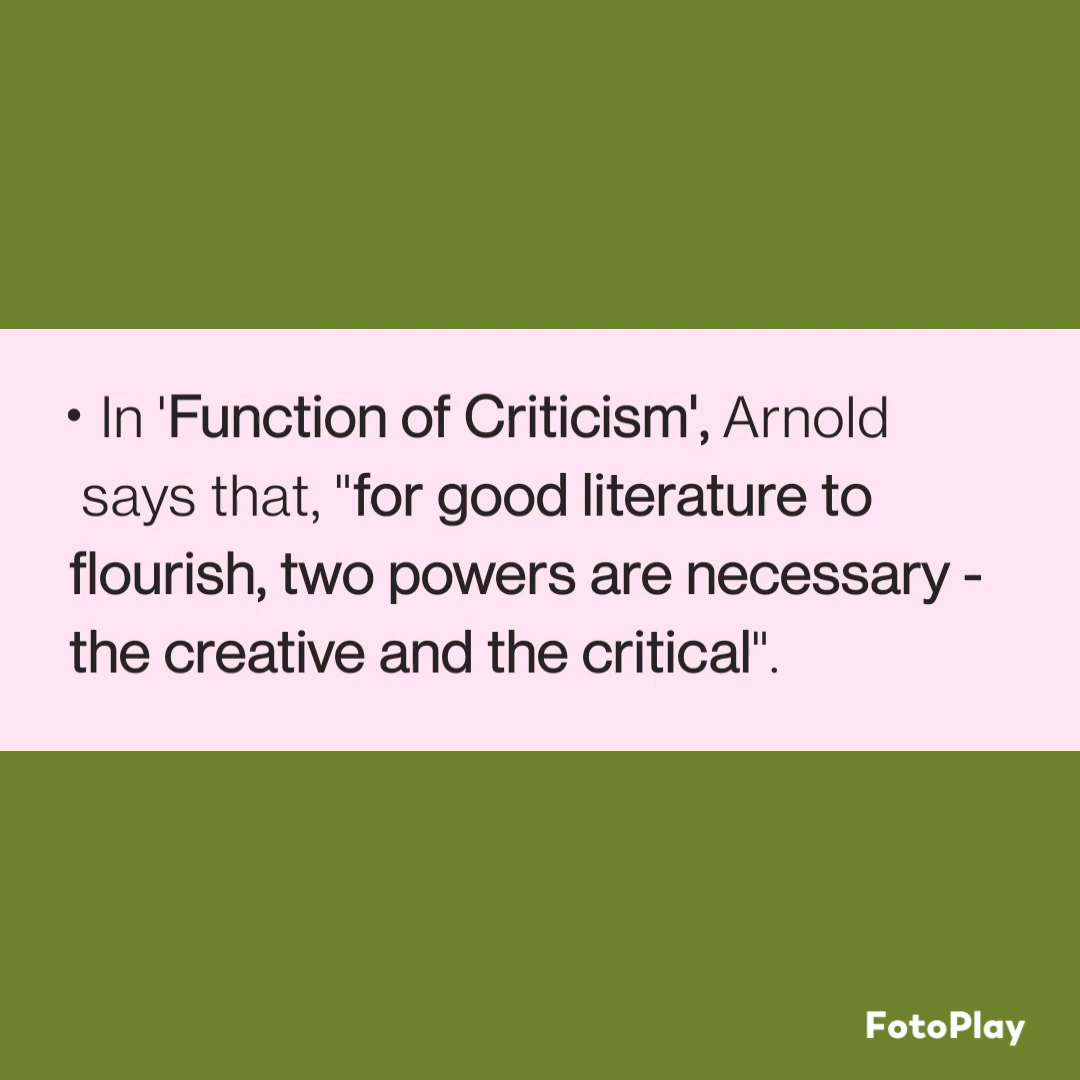 • In 'Function of Criticism', Arnold
says that, "for good literature to
flourish, two powers are necessary -
the creative and the critical".
FotoPlay